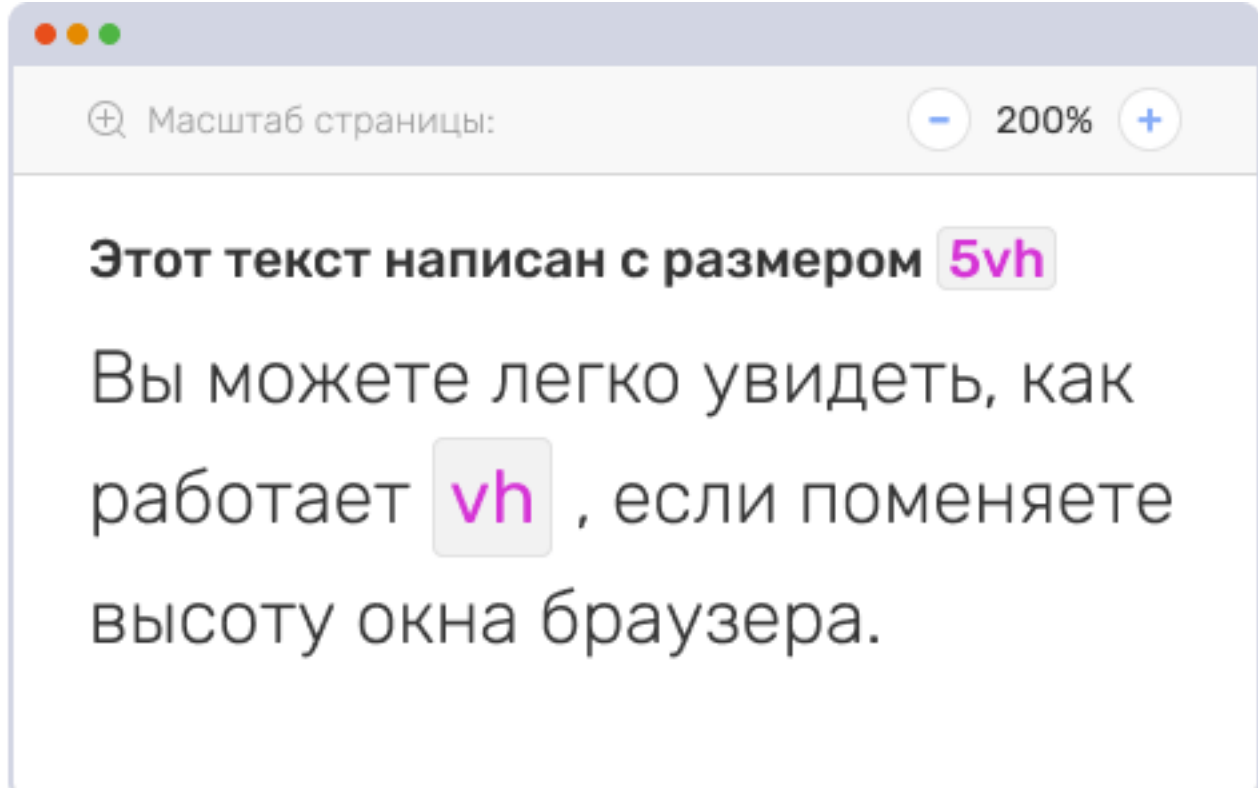 Масштаб страницы: - 200% +
Этот текст написан с размером 5vh
Вы можете легко увидеть, как
работает vh , если поменяете
высоту окна браузера.